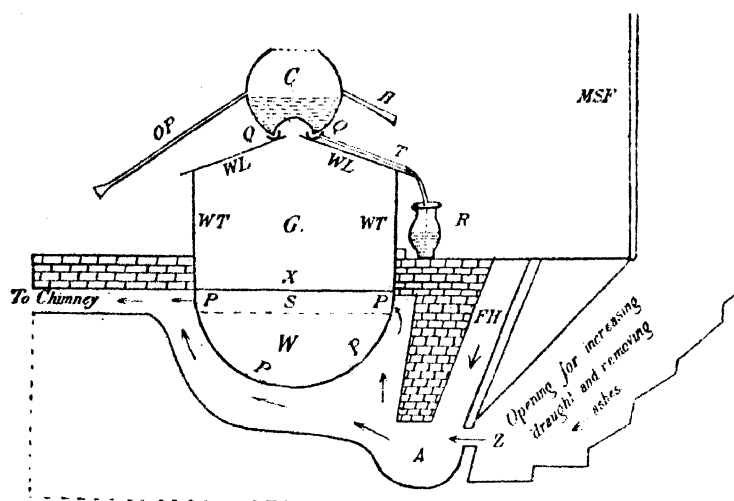 C
H
MSF
OP
Q
Q
WL
WL
T
WT
G.
WT
R
X
To Chimney
P
S
P
FH
W
P
P
Opening for increasing
draught and removing
ashes.
A
Z